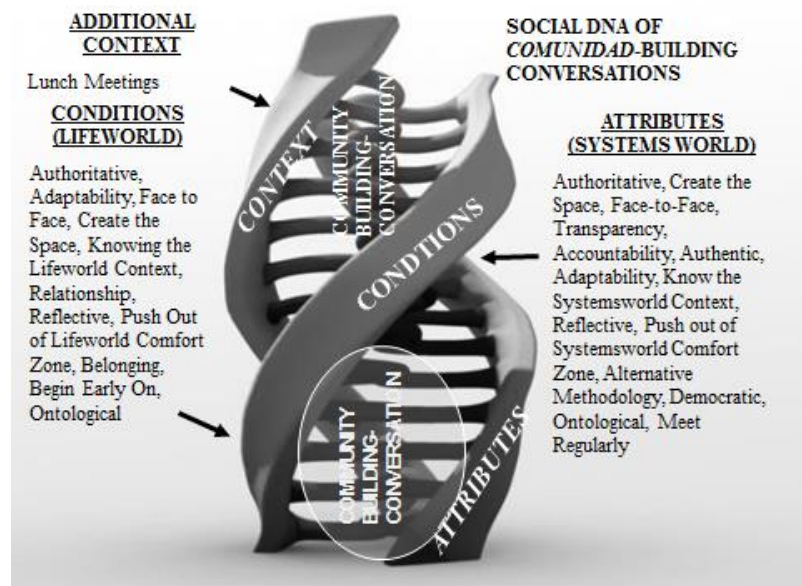 ADDITIONAL
CONTEXT
Lunch Meetings
CONDITIONS
(LIFEWORLD)
Authoritative,
Adaptability, Face to
Face, Create the
Space, Knowing the
Lifeworld Context,
Relationship,
Reflective, Push Out
of Lifeworld Comfort
Zone, Belonging,
Begin Early On,
Ontological
SOCIAL DNA OF
COMUNIDAD-BUILDING
CONVERSATIONS
ATTRIBUTES
(SYSTEMS WORLD)
Authoritative, Create the
Space, Face-to-Face,
Transparency,
Accountability, Authentic,
Adaptability, Know the
Systemsworld Context,
Reflective, Push out of
Systemsworld Comfort
Zone, Alternative
Methodology, Democratic,
Ontological, Meet
Regularly
CONTEXT
COMMUNITY
BUILDING-
CONVERSATION
CONDTIONS
COMMUNITY
BUILDING-
CONVERSATION
ATTRIBUTES